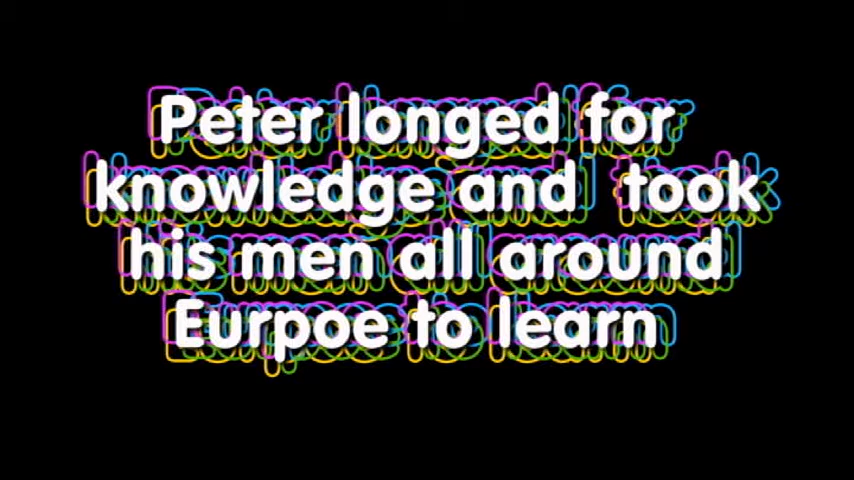 Peter longed for
knowledge and  took
his men all around
Eurpoe to learn